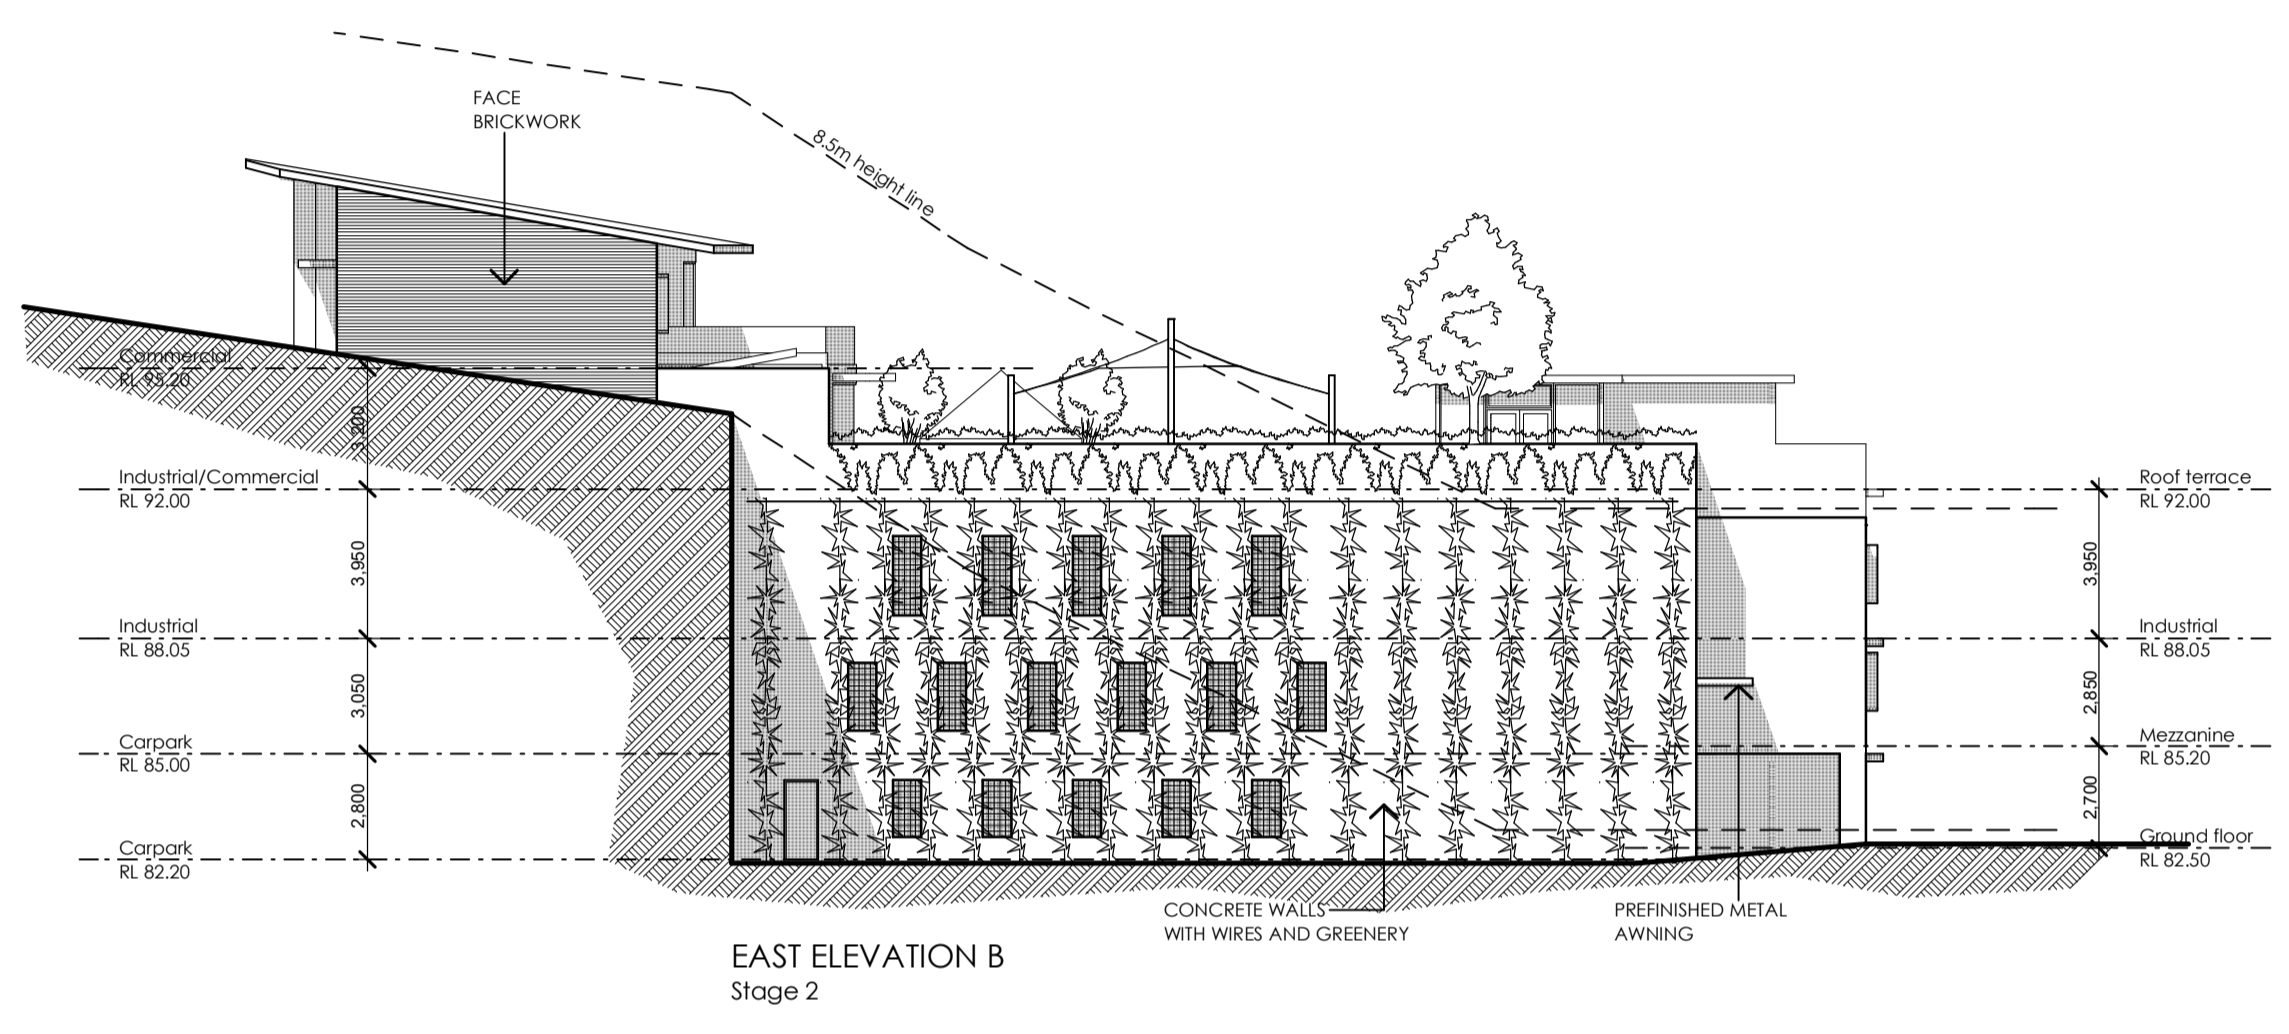 FACE
BRICKWORK
8.5m height line
Commercial
RL 95.20
3,200
Industrial/Commercial
RL 92.00
3,950
Industrial
RL 88.05
3,050
Carpark
RL 85.00
2,800
Carpark
RL 82.20
Roof terrace
RL 92.00
3,950
Industrial
RL 88.05
2,850
Mezzanine
RL 85.20
2,700
Ground floor
RL 82.50
CONCRETE WALLS
WITH WIRES AND GREENERY
PREFINISHED METAL
AWNING
EAST ELEVATION B
Stage 2